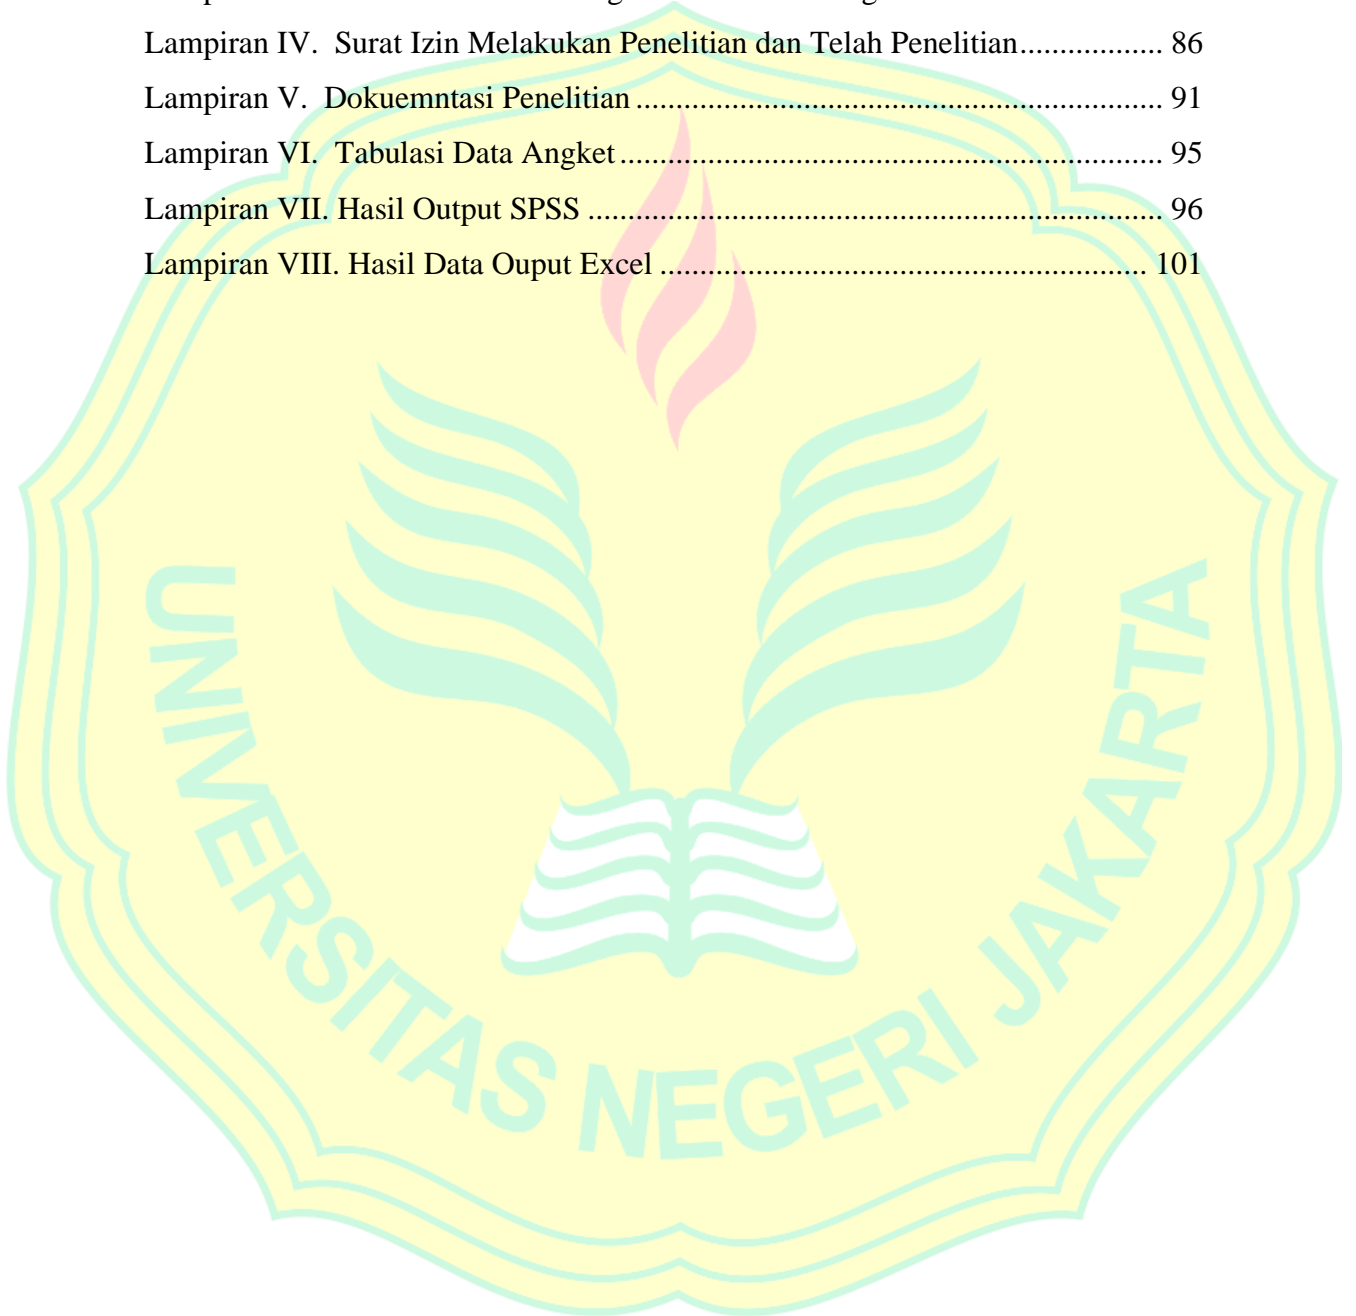 Lampiran IV. Surat Izin Melakukan Penelitian dan Telah Penelitian................. 86
Lampiran V. Dokuemntasi Penelitian ................................................................ 91
Lampiran VI. Tabulasi Data Angket .................................................................. 95
Lampiran VII. Hasil Output SPSS ...................................................................... 96
Lampiran VIII. Hasil Data Ouput Excel ........................................................... 101
UNIVERSITAS NEGERI JAKARTA